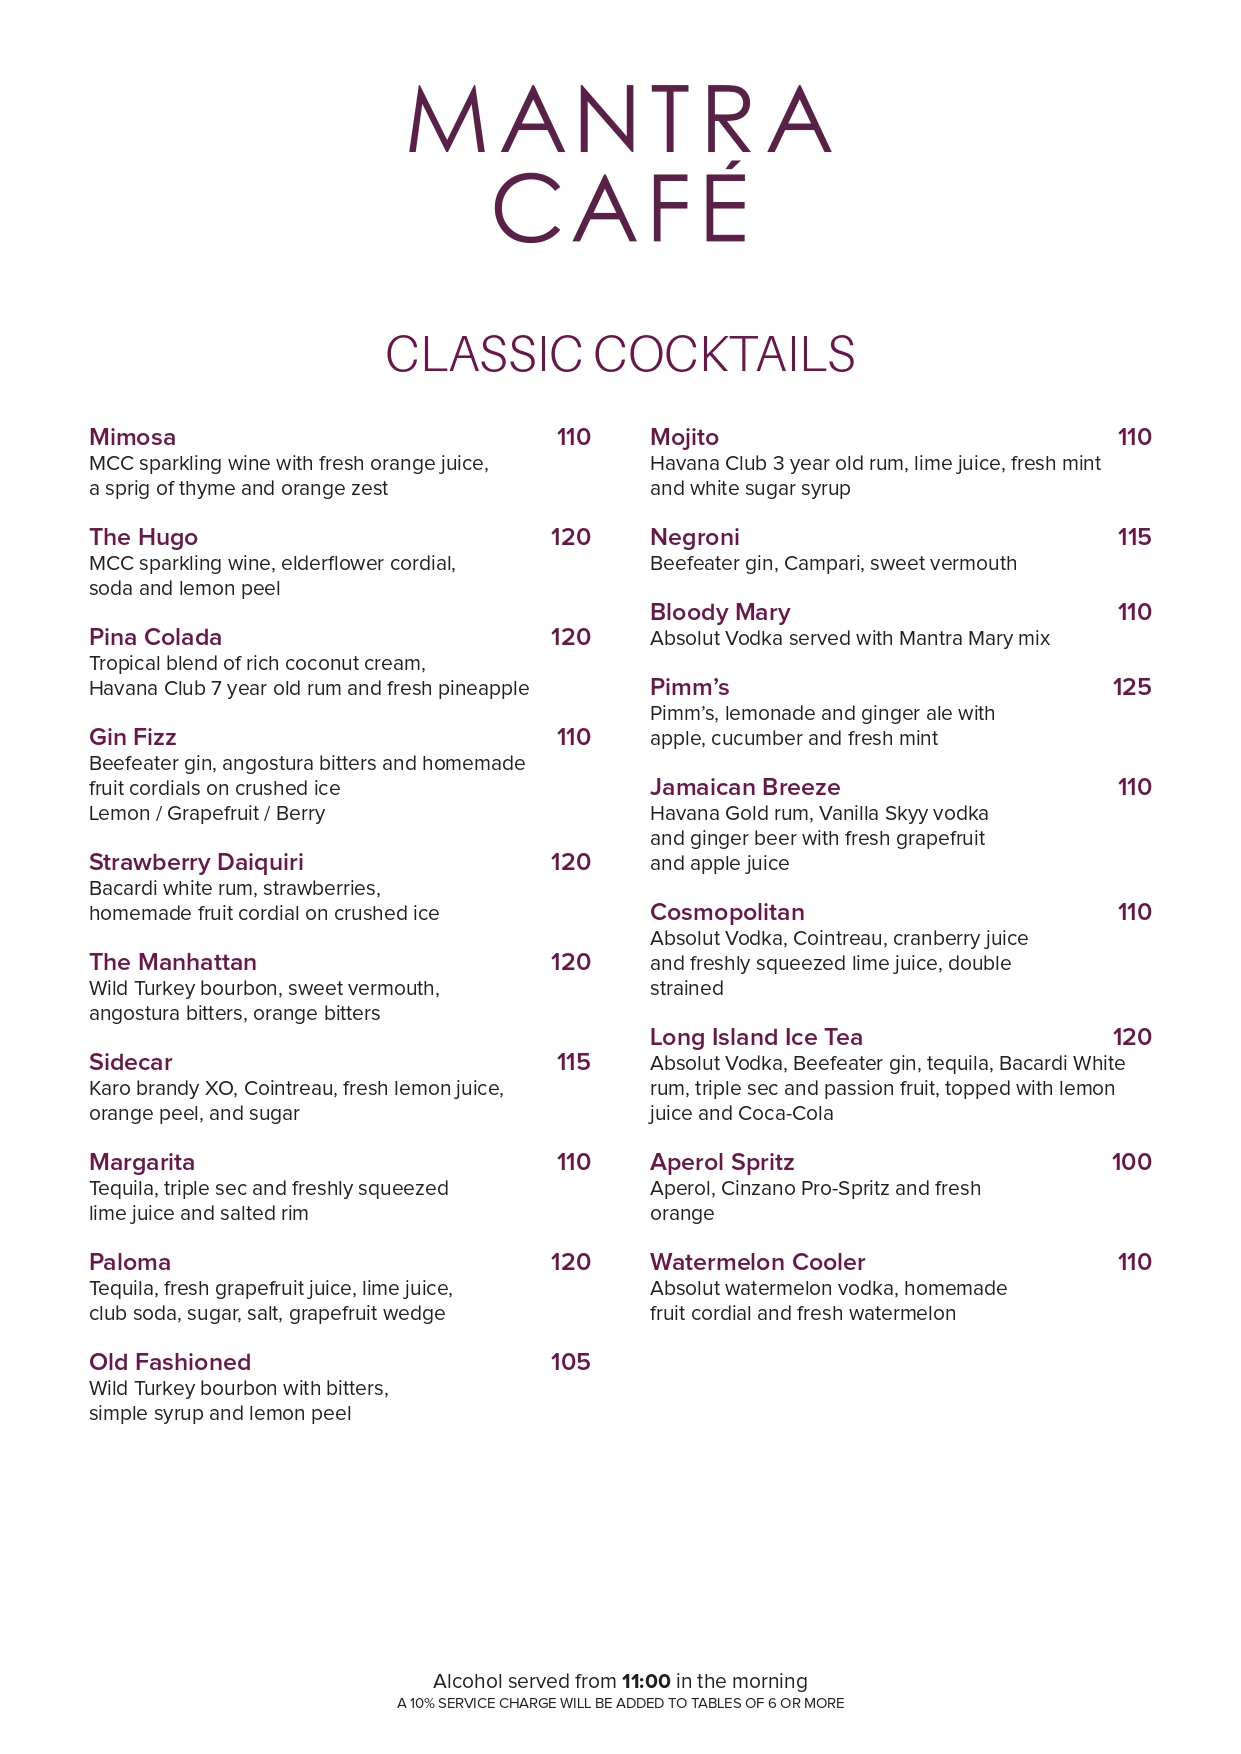 MANTRA
CAFÉ
CLASSIC COCKTAILS
Mimosa 110
MCC sparkling wine with fresh orange juice,
a sprig of thyme and orange zest
The Hugo 120
MCC sparkling wine, elderflower cordial,
soda and lemon peel
Pina Colada 120
Tropical blend of rich coconut cream,
Havana Club 7 year old rum and fresh pineapple
Gin Fizz 110
Beefeater gin, angostura bitters and homemade
fruit cordials on crushed ice
Lemon / Grapefruit / Berry
Strawberry Daiquiri 120
Bacardi white rum, strawberries,
homemade fruit cordial on crushed ice
The Manhattan 120
Wild Turkey bourbon, sweet vermouth,
angostura bitters, orange bitters
Sidecar 115
Karo brandy XO, Cointreau, fresh lemon juice,
orange peel, and sugar
Margarita 110
Tequila, triple sec and freshly squeezed
lime juice and salted rim
Paloma 120
Tequila, fresh grapefruit juice, lime juice,
club soda, sugar, salt, grapefruit wedge
Old Fashioned 105
Wild Turkey bourbon with bitters,
simple syrup and lemon peel
Mojito 110
Havana Club 3 year old rum, lime juice, fresh mint
and white sugar syrup
Negroni 115
Beefeater gin, Campari, sweet vermouth
Bloody Mary 110
Absolut Vodka served with Mantra Mary mix
Pimm’s 125
Pimm’s, lemonade and ginger ale with
apple, cucumber and fresh mint
Jamaican Breeze 110
Havana Gold rum, Vanilla Skyy vodka
and ginger beer with fresh grapefruit
and apple juice
Cosmopolitan 110
Absolut Vodka, Cointreau, cranberry juice
and freshly squeezed lime juice, double
strained
Long Island Ice Tea 120
Absolut Vodka, Beefeater gin, tequila, Bacardi White
rum, triple sec and passion fruit, topped with lemon
juice and Coca-Cola
Aperol Spritz 100
Aperol, Cinzano Pro-Spritz and fresh
orange
Watermelon Cooler 110
Absolut watermelon vodka, homemade
fruit cordial and fresh watermelon
Alcohol served from 11:00 in the morning
A 10% SERVICE CHARGE WILL BE ADDED TO TABLES OF 6 OR MORE